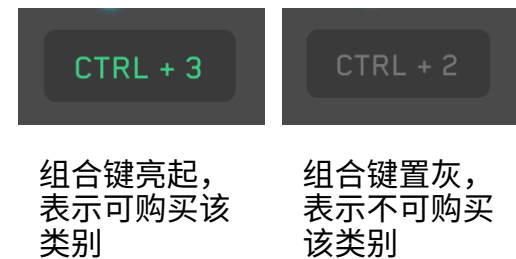 CTRL + 3
CTRL + 2
组合键亮起，
表示可购买该
类别
组合键置灰，
表示不可购买
该类别